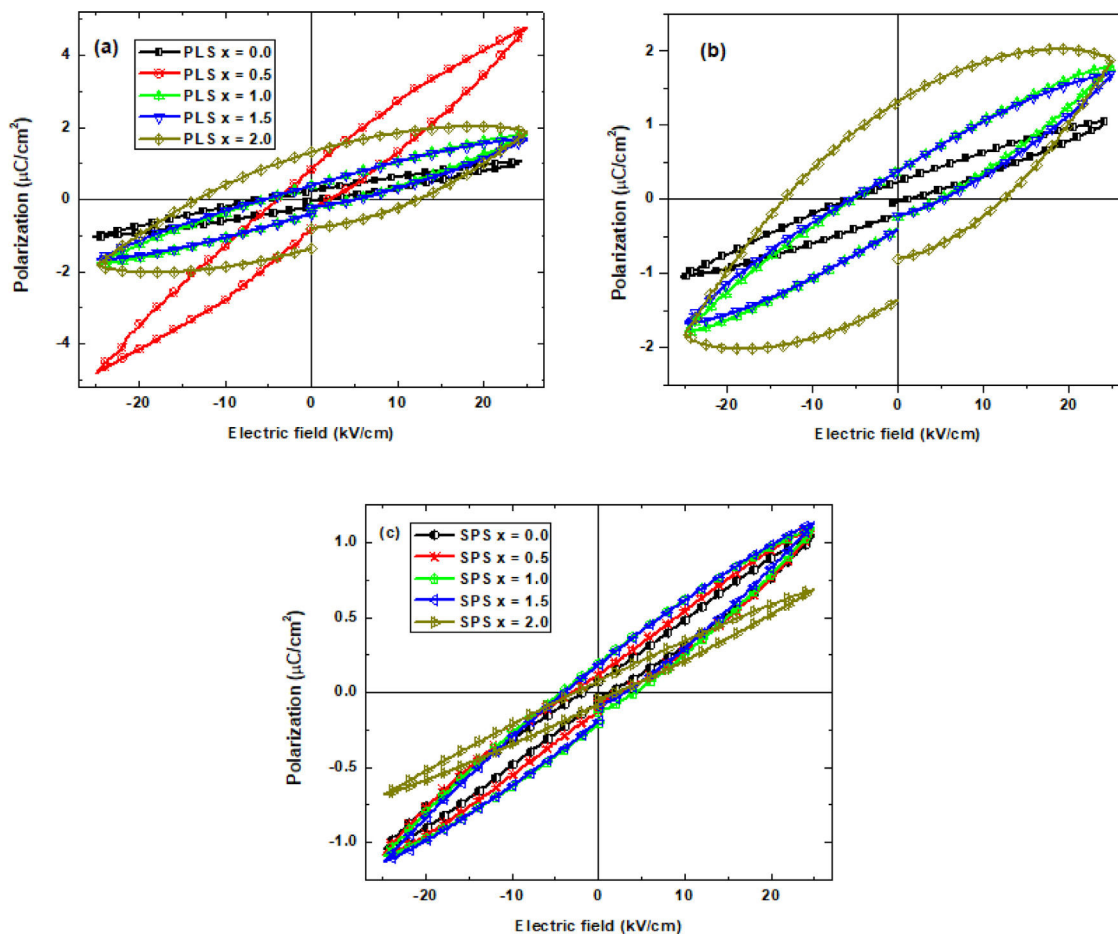 (a)
PLS x = 0.0
PLS x = 0.5
PLS x = 1.0
PLS x = 1.5
PLS x = 2.0
4
2
0
-2
-4
Polarization (μC/cm²)
-20 -10 0 10 20
Electric field (kV/cm)
(b)
2
1
0
-1
-2
Polarization (μC/cm²)
-20 -10 0 10 20
Electric field (kV/cm)
(c)
SPS x = 0.0
SPS x = 0.5
SPS x = 1.0
SPS x = 1.5
SPS x = 2.0
1.0
0.5
0.0
-0.5
-1.0
Polarization (μC/cm²)
-20 -10 0 10 20
Electric field (kV/cm)